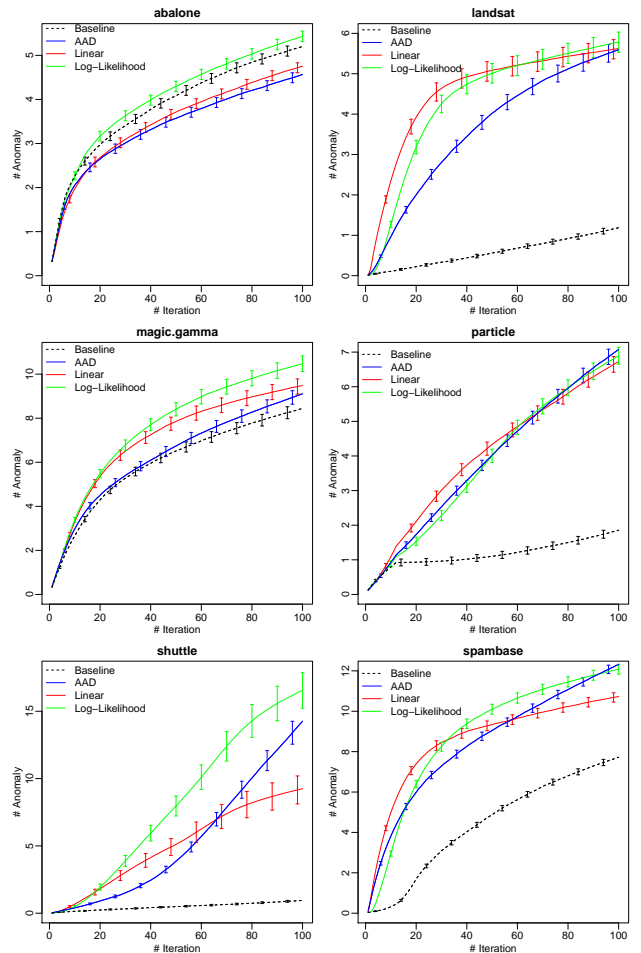 abalone
Baseline
AAD
Linear
Log-Likelihood
# Anomaly
0 1 2 3 4 5
0 20 40 60 80 100
# Iteration
landsat
Baseline
AAD
Linear
Log-Likelihood
# Anomaly
0 1 2 3 4 5 6
0 20 40 60 80 100
# Iteration
magic.gamma
Baseline
AAD
Linear
Log-Likelihood
# Anomaly
0 2 4 6 8 10
0 20 40 60 80 100
# Iteration
particle
Baseline
AAD
Linear
Log-Likelihood
# Anomaly
0 1 2 3 4 5 6 7
0 20 40 60 80 100
# Iteration
shuttle
Baseline
AAD
Linear
Log-Likelihood
# Anomaly
0 5 10 15
0 20 40 60 80 100
# Iteration
spambase
Baseline
AAD
Linear
Log-Likelihood
# Anomaly
0 2 4 6 8 10 12
0 20 40 60 80 100
# Iteration